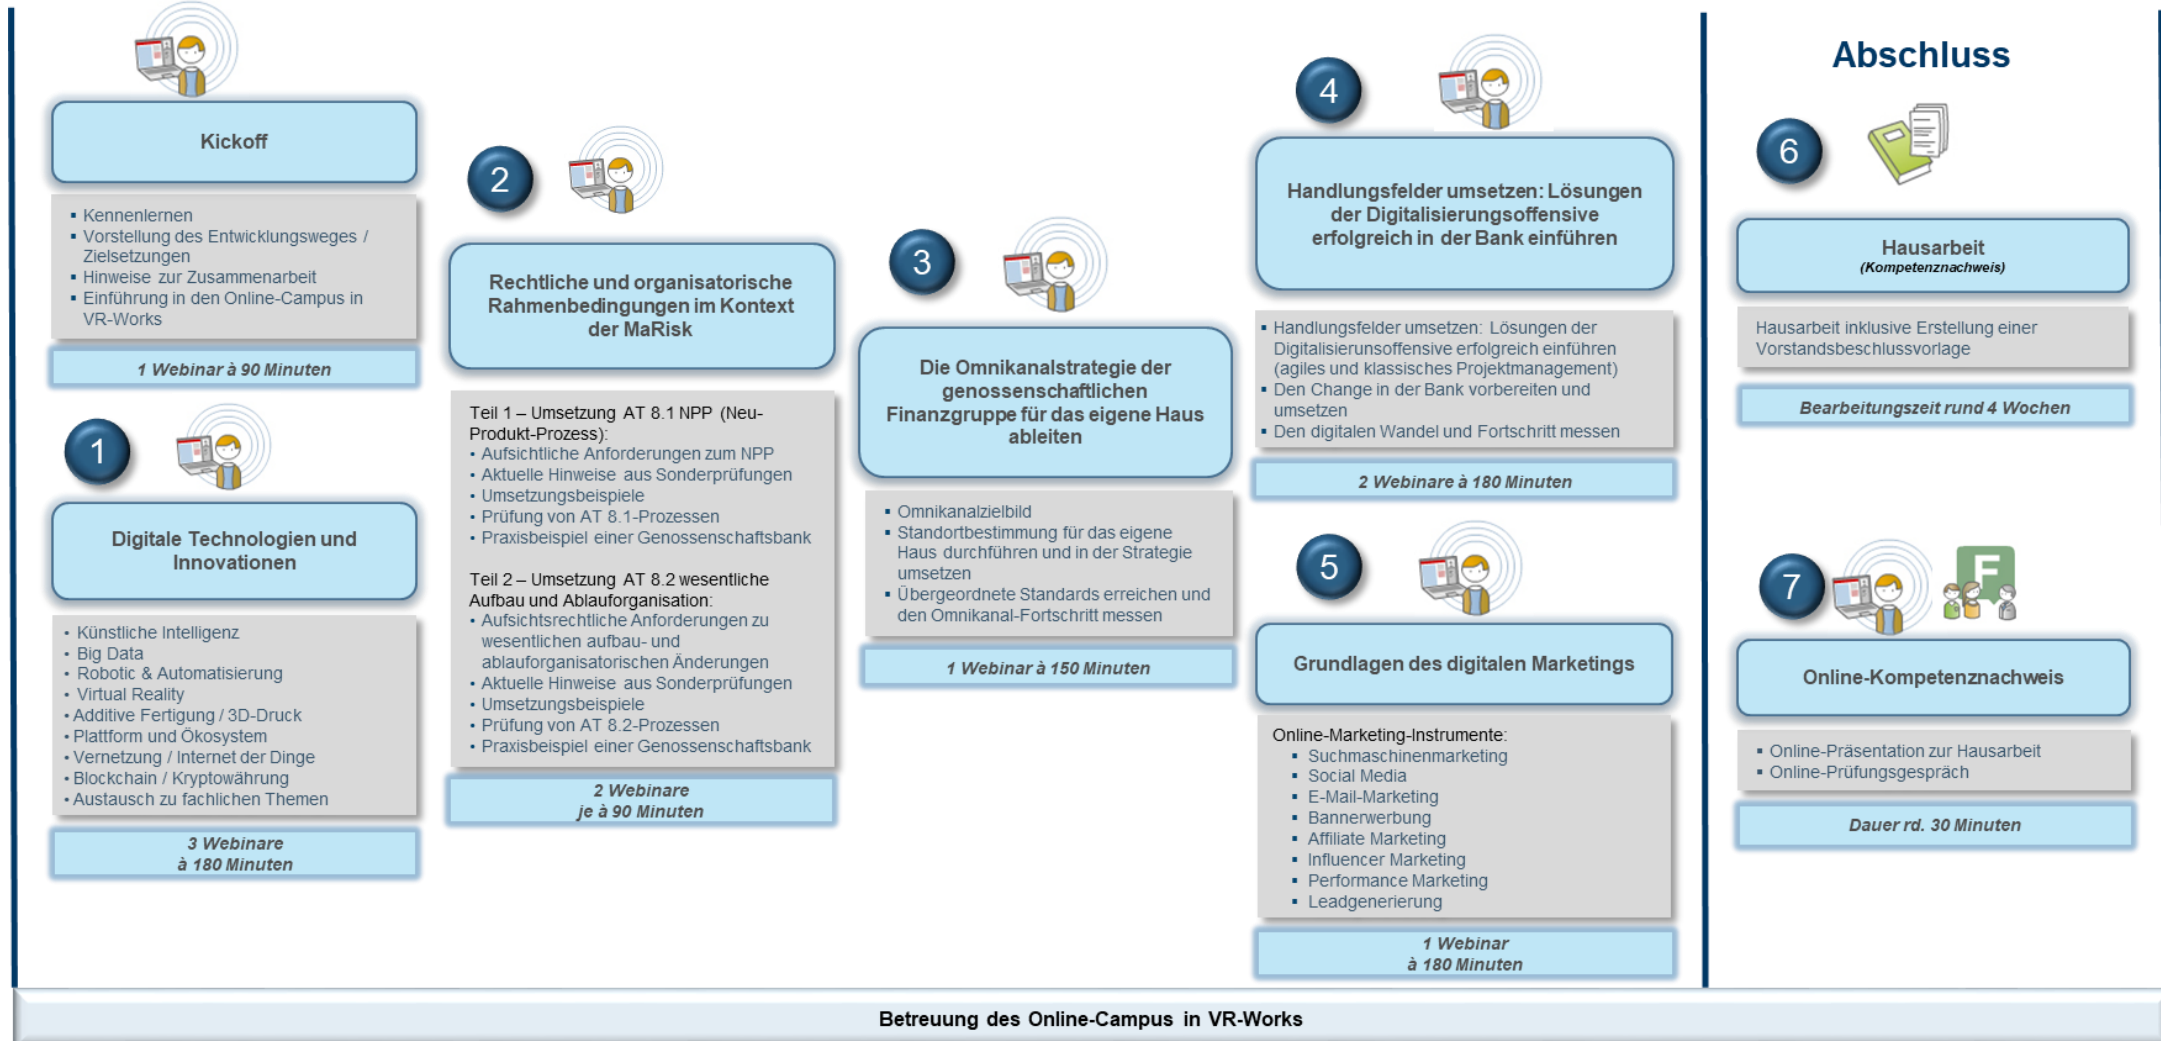 Kickoff
▪ Kennenlernen
▪ Vorstellung des Entwicklungsweges /
Zielsetzungen
▪ Hinweise zur Zusammenarbeit
▪ Einführung in den Online-Campus in
VR-Works
1 Webinar à 90 Minuten
1
Digitale Technologien und
Innovationen
• Künstliche Intelligenz
• Big Data
• Robotic & Automatisierung
• Virtual Reality
• Additive Fertigung / 3D-Druck
• Plattform und Ökosystem
• Vernetzung / Internet der Dinge
• Blockchain / Kryptowährung
• Austausch zu fachlichen Themen
3 Webinare
à 180 Minuten
2
Rechtliche und organisatorische
Rahmenbedingungen im Kontext
der MaRisk
Teil 1 – Umsetzung AT 8.1 NPP (Neu-
Produkt-Prozess):
• Aufsichtliche Anforderungen zum NPP
• Aktuelle Hinweise aus Sonderprüfungen
• Umsetzungsbeispiele
• Prüfung von AT 8.1-Prozessen
• Praxisbeispiel einer Genossenschaftsbank
Teil 2 – Umsetzung AT 8.2 wesentliche
Aufbau und Ablauforganisation:
• Aufsichtsrechtliche Anforderungen zu
wesentlichen aufbau- und
ablauforganisatorischen Änderungen
• Aktuelle Hinweise aus Sonderprüfungen
• Umsetzungsbeispiele
• Prüfung von AT 8.2-Prozessen
• Praxisbeispiel einer Genossenschaftsbank
2 Webinare
je à 90 Minuten
3
Die Omnikanalstrategie der
genossenschaftlichen
Finanzgruppe für das eigene Haus
ableiten
▪ Omnikanalzielbild
▪ Standortbestimmung für das eigene
Haus durchführen und in der Strategie
umsetzen
▪ Übergeordnete Standards erreichen und
den Omnikanal-Fortschritt messen
1 Webinar à 150 Minuten
4
Handlungsfelder umsetzen: Lösungen
der Digitalisierungsoffensive
erfolgreich in der Bank einführen
▪ Handlungsfelder umsetzen: Lösungen der
Digitalisierunsoffensive erfolgreich einführen
(agiles und klassisches Projektmanagement)
▪ Den Change in der Bank vorbereiten und
umsetzen
▪ Den digitalen Wandel und Fortschritt messen
2 Webinare à 180 Minuten
5
Grundlagen des digitalen Marketings
Online-Marketing-Instrumente:
▪ Suchmaschinenmarketing
▪ Social Media
▪ E-Mail-Marketing
▪ Bannerwerbung
▪ Affiliate Marketing
▪ Influencer Marketing
▪ Performance Marketing
▪ Leadgenerierung
1 Webinar
à 180 Minuten
Abschluss
6
Hausarbeit
(Kompetenznachweis)
Hausarbeit inklusive Erstellung einer
Vorstandsbeschlussvorlage
Bearbeitungszeit rund 4 Wochen
7
F
Online-Kompetenznachweis
▪ Online-Präsentation zur Hausarbeit
▪ Online-Prüfungsgespräch
Dauer rd. 30 Minuten
Betreuung des Online-Campus in VR-Works